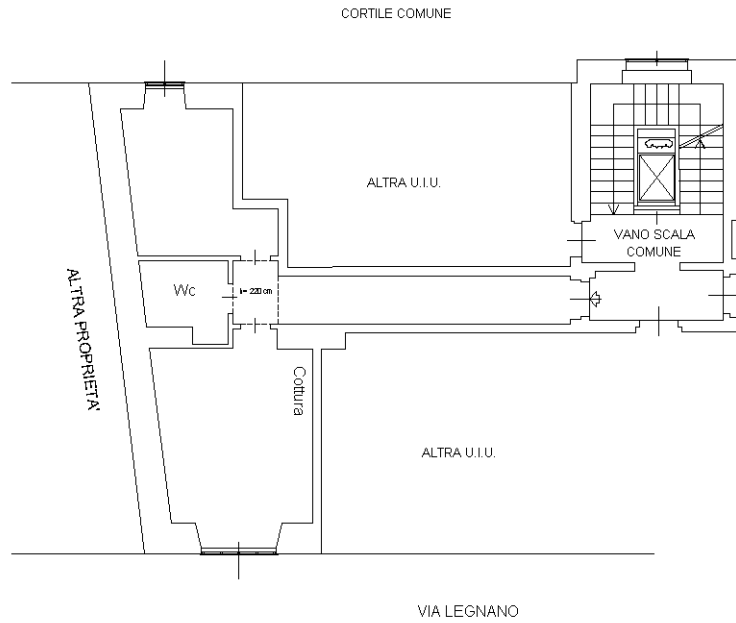 CORTILE COMUNE
ALTRA U.I.U.
VANO SCALA
COMUNE
ALTRA PROPRIETA'
Wc
h= 220 cm
Cottura
ALTRA U.I.U.
VIA LEGNANO